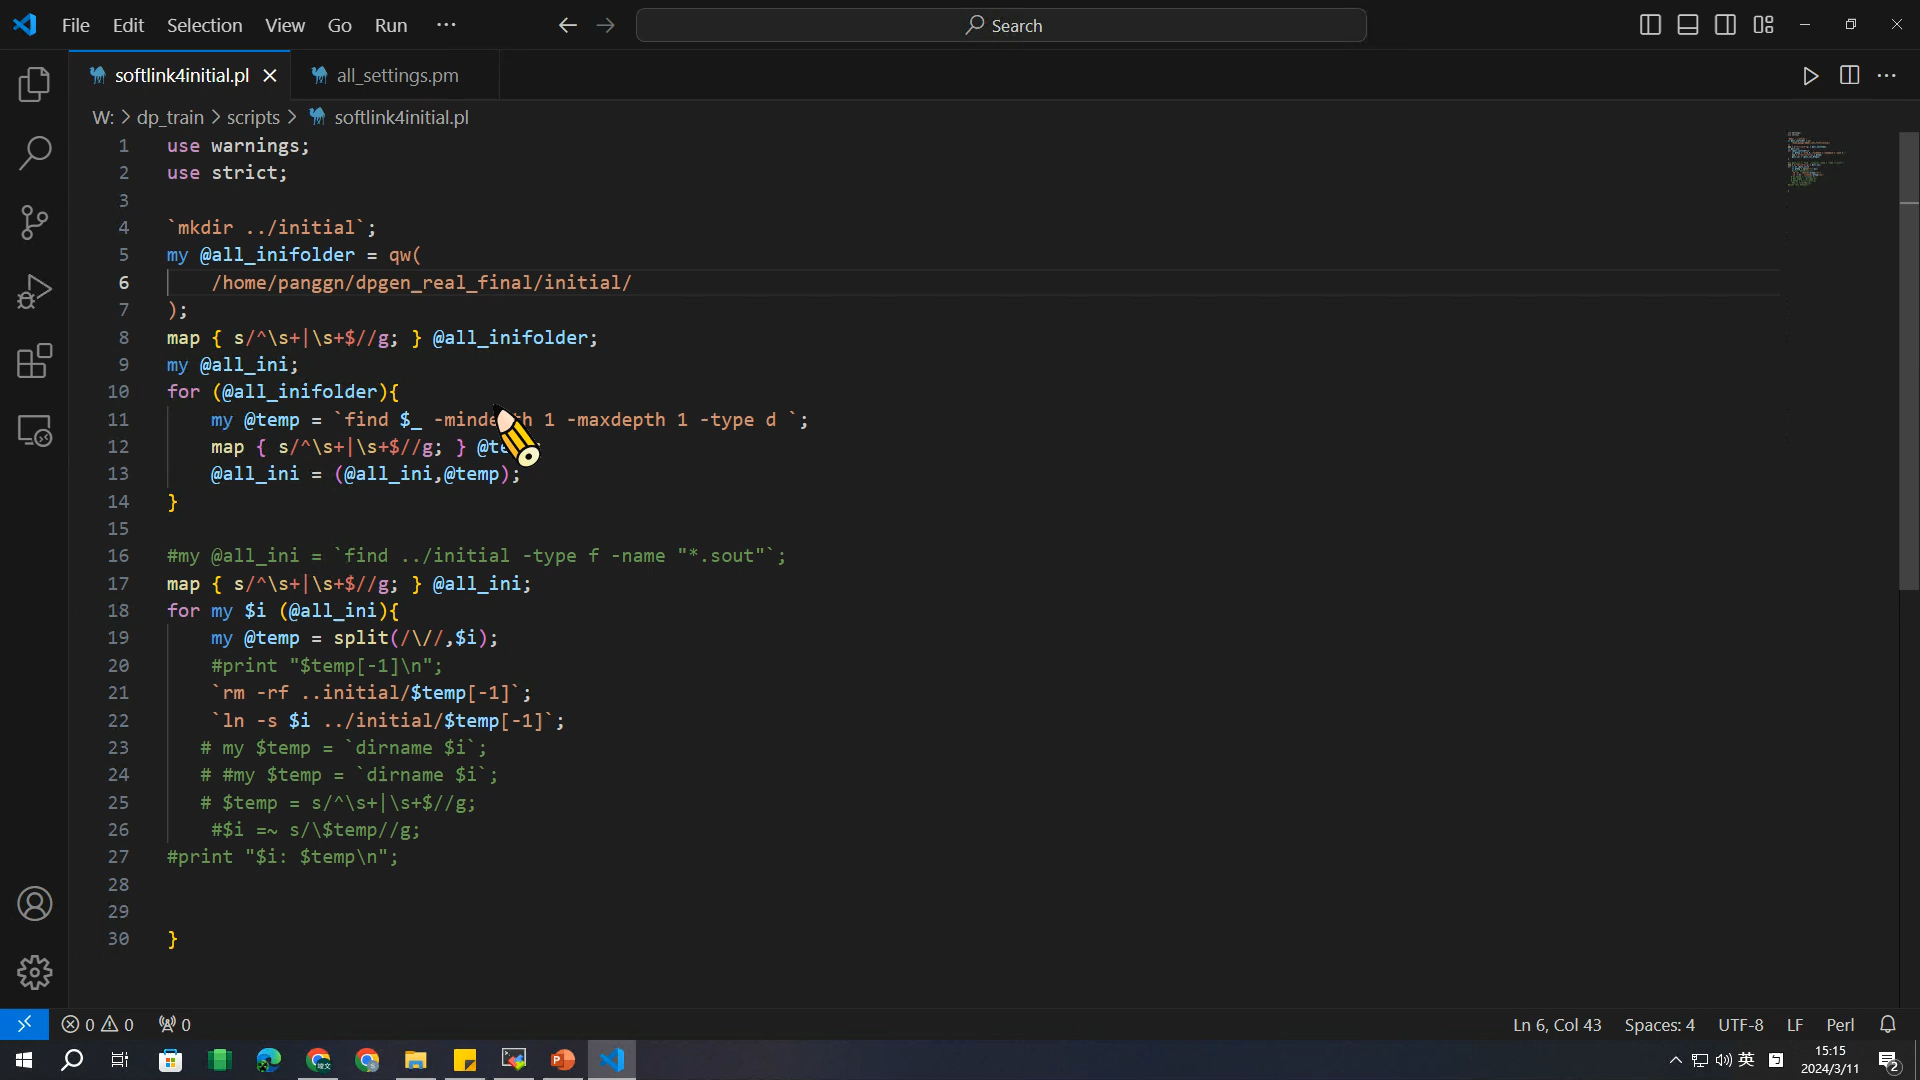 File Edit Selection View Go Run ··· Search
softlink4initial.pl all_settings.pm
W: > dp_train > scripts > softlink4initial.pl
1 use warnings;
2 use strict;
3
4 `mkdir ../initial`;
5 my @all_inifolder = qw(
6 /home/panggn/dpgen_real_final/initial/
7 );
8 map { s/^\s+|\s+$//g; } @all_inifolder;
9 my @all_ini;
10 for (@all_inifolder){
11 my @temp = `find $_ -mindepth 1 -maxdepth 1 -type d `;
12 map { s/^\s+|\s+$//g; }
13 @all_ini = (@all_ini,@temp);
14 }
15
16 #my @all_ini = `find ../initial -type f -name "*.sout"`;
17 map { s/^\s+|\s+$//g; } @all_ini;
18 for my $i (@all_ini){
19 my @temp = split(/\//,$i);
20 #print "$temp[-1]\n";
21 `rm -rf ..initial/$temp[-1]`;
22 `ln -s $i ../initial/$temp[-1]`;
23 # my $temp = `dirname $i`;
24 # #my $temp = `dirname $i`;
25 # $temp = s/^\s+|\s+$//g;
26 #$i =~ s/\$temp//g;
27 #print "$i: $temp\n";
28
29
30 }
0 0 0 Ln 6, Col 43 Spaces: 4 UTF-8 LF Perl
英 15:15
2024/3/11 2